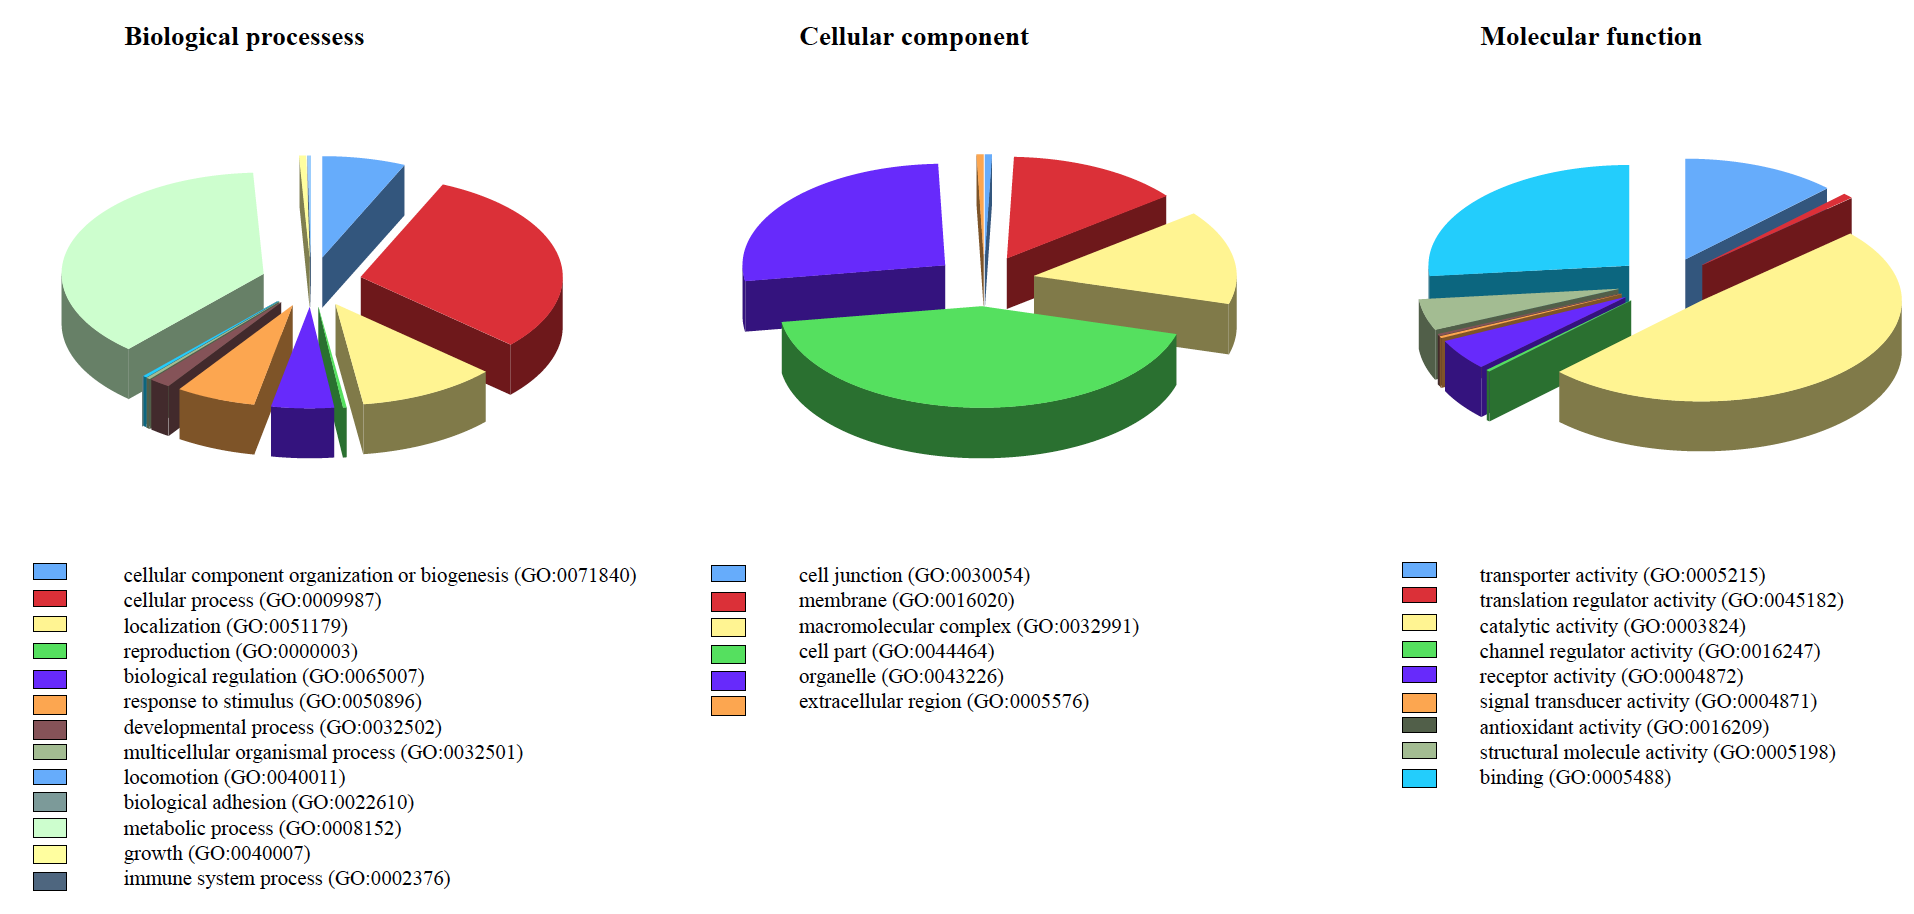 Biological processess
Cellular component
Molecular function
cellular component organization or biogenesis (GO:0071840)
cellular process (GO:0009987)
localization (GO:0051179)
reproduction (GO:0000003)
biological regulation (GO:0065007)
response to stimulus (GO:0050896)
developmental process (GO:0032502)
multicellular organismal process (GO:0032501)
locomotion (GO:0040011)
biological adhesion (GO:0022610)
metabolic process (GO:0008152)
growth (GO:0040007)
immune system process (GO:0002376)
cell junction (GO:0030054)
membrane (GO:0016020)
macromolecular complex (GO:0032991)
cell part (GO:0044464)
organelle (GO:0043226)
extracellular region (GO:0005576)
transporter activity (GO:0005215)
translation regulator activity (GO:0045182)
catalytic activity (GO:0003824)
channel regulator activity (GO:0016247)
receptor activity (GO:0004872)
signal transducer activity (GO:0004871)
antioxidant activity (GO:0016209)
structural molecule activity (GO:0005198)
binding (GO:0005488)